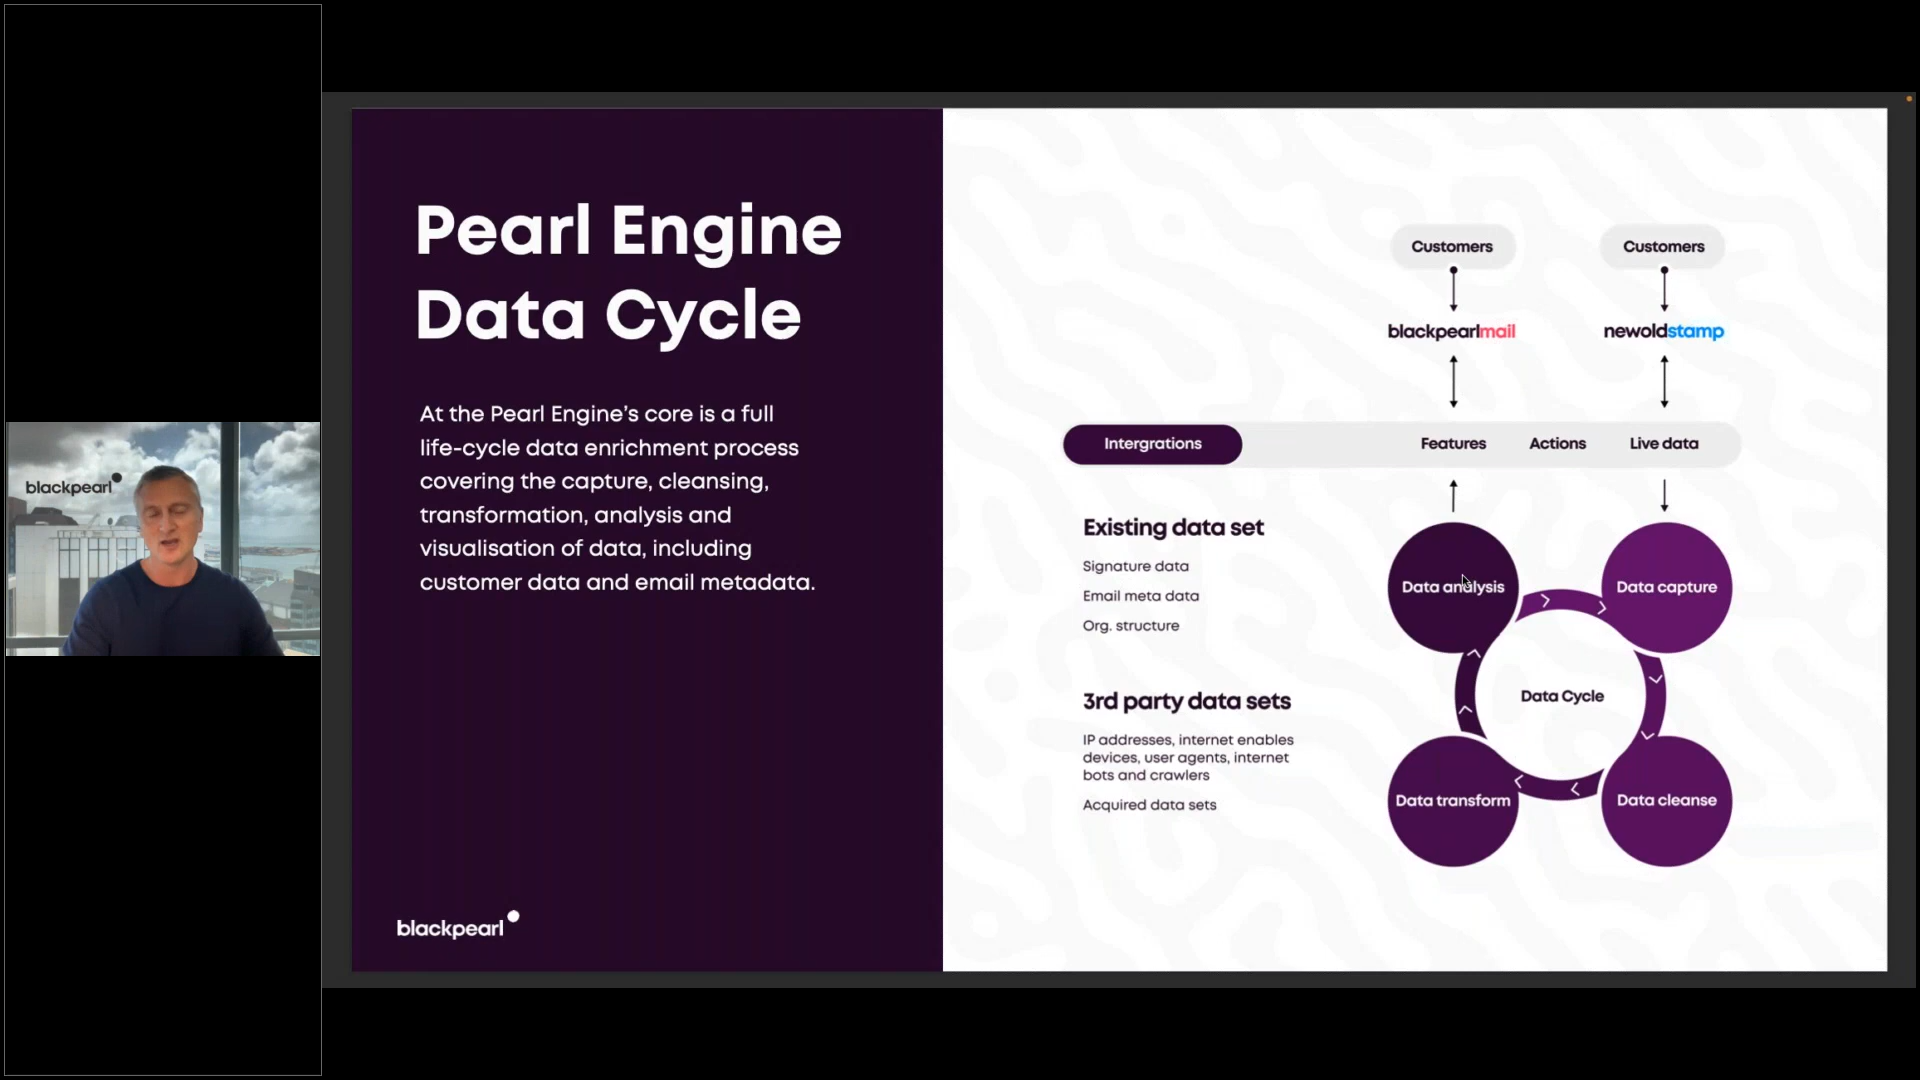 blackpearl
Pearl Engine
Data Cycle
At the Pearl Engine's core is a full
life-cycle data enrichment process
covering the capture, cleansing,
transformation, analysis and
visualisation of data, including
customer data and email metadata.
blackpearl
Customers
Customers
blackpearlmail
newoldstamp
Intergrations
Features
Actions
Live data
Existing data set
Signature data
Email meta data
Org. structure
3rd party data sets
IP addresses, internet enables
devices, user agents, internet
bots and crawlers
Acquired data sets
Data analysis
Data capture
Data Cycle
Data transform
Data cleanse